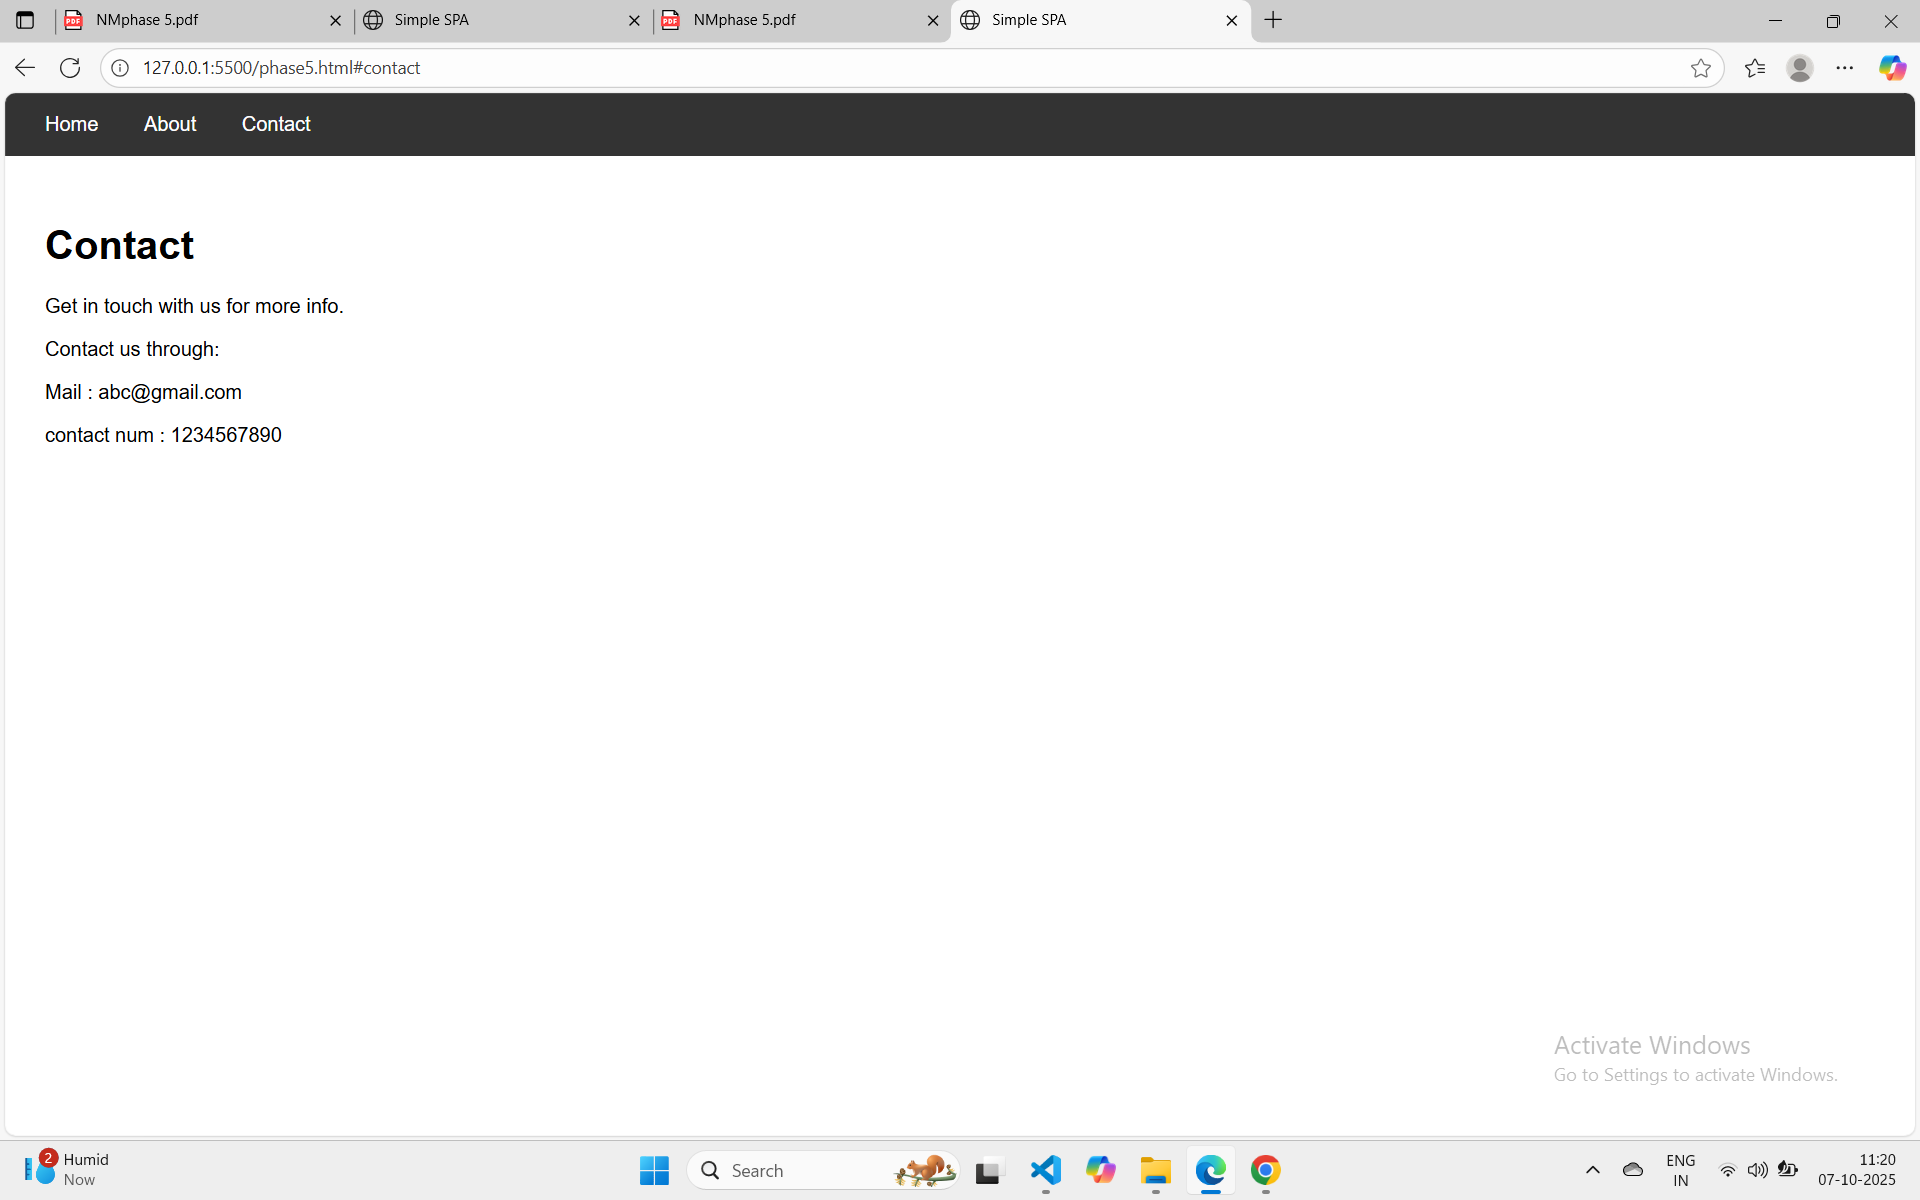 NMphase 5.pdf
Simple SPA
NMphase 5.pdf
Simple SPA
127.0.0.1:5500/phase5.html#contact
Home About Contact
Contact
Get in touch with us for more info.
Contact us through:
Mail : abc@gmail.com
contact num : 1234567890
Activate Windows
Go to Settings to activate Windows.
2
Humid
Now
Search
ENG
IN
11:20
07-10-2025